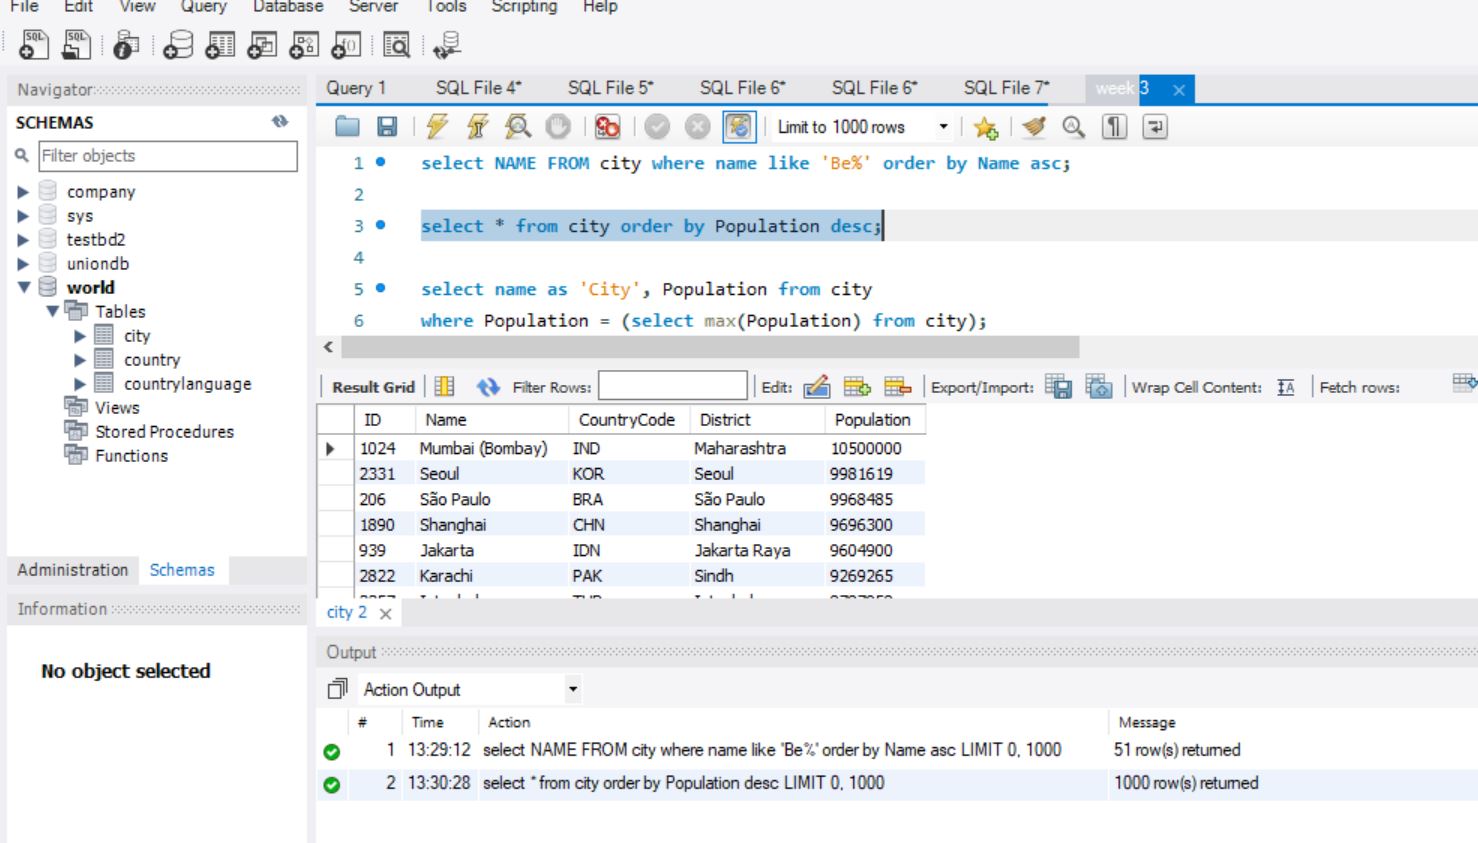 File Edit View Query Database Server Tools Scripting Help
SQL SQL
Navigator
SCHEMAS
Filter objects
company
sys
testbd2
uniondb
world
Tables
city
country
countrylanguage
Views
Stored Procedures
Functions
Administration Schemas
Information
No object selected
Query 1 SQL File 4* SQL File 5* SQL File 6* SQL File 6* SQL File 7* week 3
Limit to 1000 rows
1 select NAME FROM city where name like 'Be%' order by Name asc;
2
3 select * from city order by Population desc;
4
5 select name as 'City', Population from city
6 where Population = (select max(Population) from city);
Result Grid Filter Rows: Edit: Export/Import: Wrap Cell Content: Fetch rows:
ID Name CountryCode District Population
1024 Mumbai (Bombay) IND Maharashtra 10500000
2331 Seoul KOR Seoul 9981619
206 São Paulo BRA São Paulo 9968485
1890 Shanghai CHN Shanghai 9696300
939 Jakarta IDN Jakarta Raya 9604900
2822 Karachi PAK Sindh 9269265
city 2
Output
Action Output
# Time Action Message
1 13:29:12 select NAME FROM city where name like 'Be%' order by Name asc LIMIT 0, 1000 51 row(s) returned
2 13:30:28 select * from city order by Population desc LIMIT 0, 1000 1000 row(s) returned